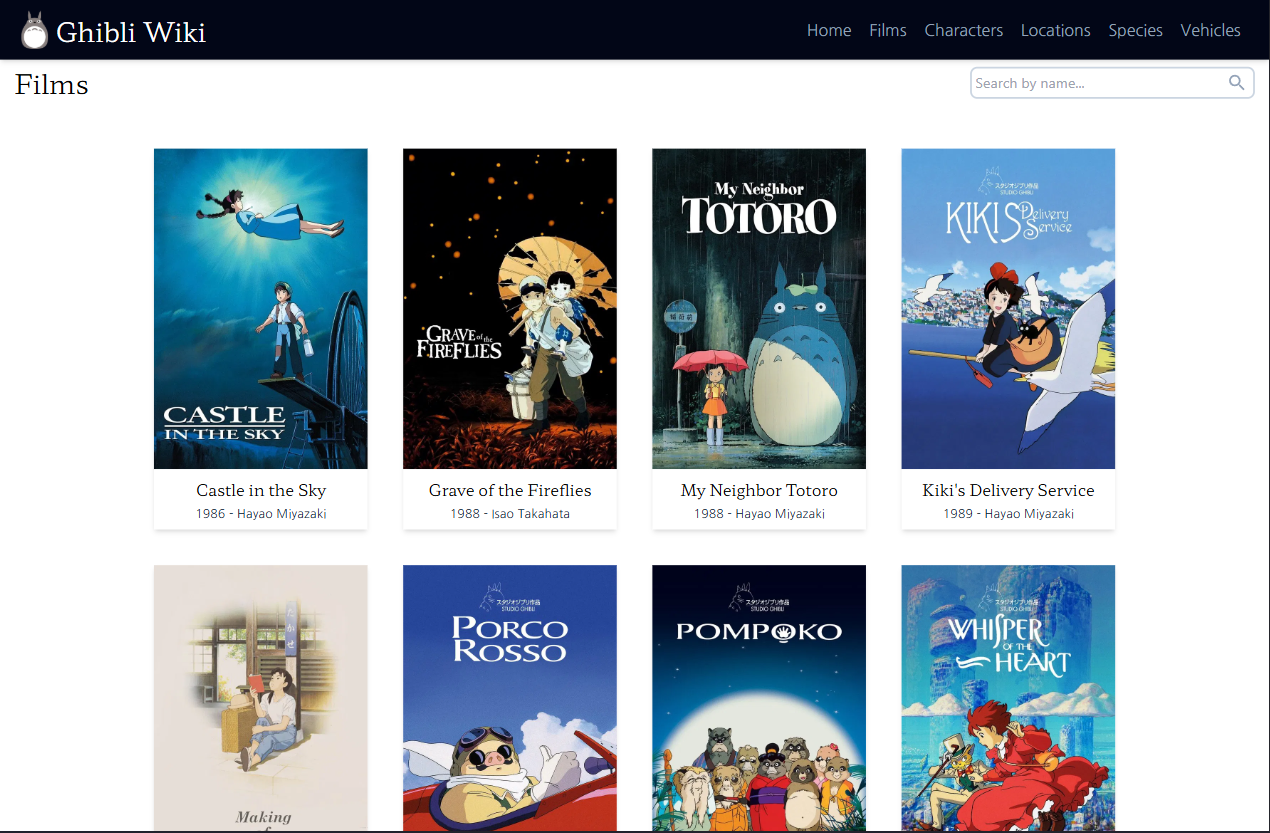 Ghibli Wiki
Home Films Characters Locations Species Vehicles
Films
Search by name...
CASTLE
IN THE SKY
GRAVE of the
FIREFLIES
My Neighbor
TOTORO
スタジオジブリ作品
STUDIO GHIBLI
KIKI'S Delivery
Service
Castle in the Sky
1986 - Hayao Miyazaki
Grave of the Fireflies
1988 - Isao Takahata
My Neighbor Totoro
1988 - Hayao Miyazaki
Kiki's Delivery Service
1989 - Hayao Miyazaki
Making
of
スタジオジブリ作品
STUDIO GHIBLI
PORCO
ROSSO
スタジオジブリ作品
STUDIO GHIBLI
POMPOKO
スタジオジブリ作品
STUDIO GHIBLI
WHISPER
OF THE
HEART